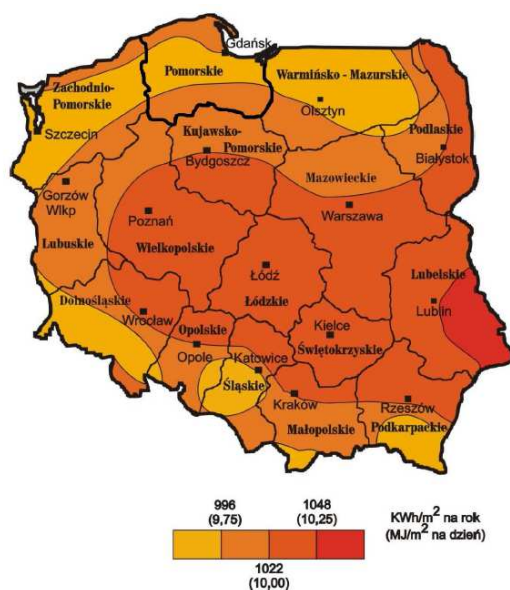 Gdańsk
Pomorskie
Warmińsko - Mazurskie
Zachodnio-
Pomorskie
Olsztyn
Szczecin
Podlaskie
Kujawsko-
Pomorskie
Bydgoszcz
Białystok
Mazowieckie
Gorzów
Wlkp
Poznań
Warszawa
Lubuskie
Wielkopolskie
Łódź
Łódzkie
Lubelskie
Lublin
Dolnośląskie
Wrocław
Opolskie
Opole
Kielce
Świętokrzyskie
Katowice
Śląskie
Kraków
Małopolskie
Rzeszów
Podkarpackie
996
(9,75)
1048
(10,25)
KWh/m² na rok
(MJ/m² na dzień)
1022
(10,00)